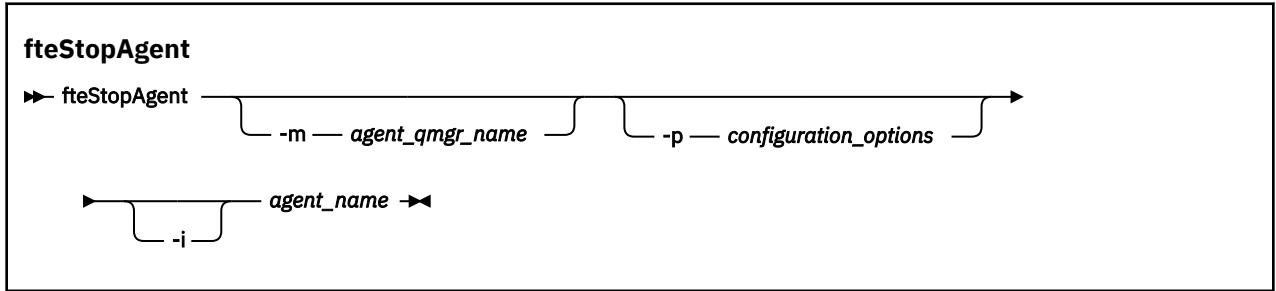 fteStopAgent
fteStopAgent
-m agent_qmgr_name -p configuration_options
agent_name
-i